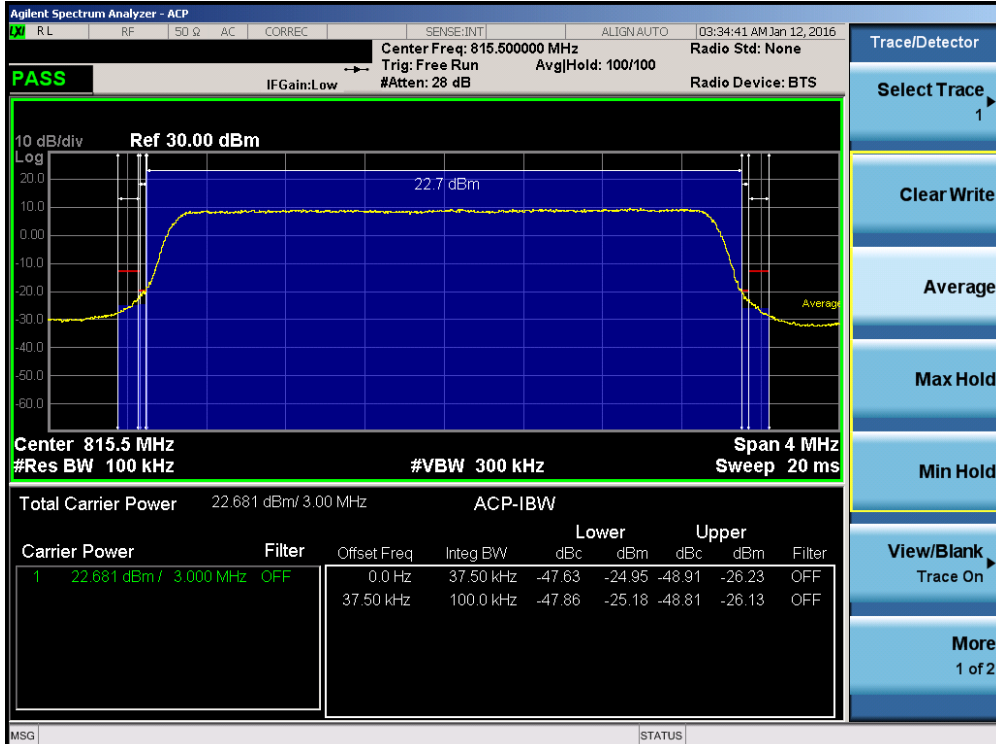 Agilent Spectrum Analyzer - ACP
LXI RL RF 50 Ω AC CORREC SENSE:INT ALIGN AUTO 03:34:41 AM Jan 12, 2016
Center Freq: 815.500000 MHz Radio Std: None
PASS Trig: Free Run Avg|Hold: 100/100
IFGain:Low #Atten: 28 dB Radio Device: BTS
10 dB/div Ref 30.00 dBm
Log
20.0
22.7 dBm
10.0
0.00
-10.0
-20.0
Average
-30.0
-40.0
-50.0
-60.0
Center 815.5 MHz Span 4 MHz
#Res BW 100 kHz #VBW 300 kHz Sweep 20 ms
Total Carrier Power 22.681 dBm/ 3.00 MHz ACP-IBW
Lower Upper
Carrier Power Filter Offset Freq Integ BW dBc dBm dBc dBm Filter
1 22.681 dBm / 3.000 MHz OFF 0.0 Hz 37.50 kHz -47.63 -24.95 -48.91 -26.23 OFF
37.50 kHz 100.0 kHz -47.86 -25.18 -48.81 -26.13 OFF
MSG STATUS
Trace/Detector
Select Trace
1
Clear Write
Average
Max Hold
Min Hold
View/Blank
Trace On
More
1 of 2